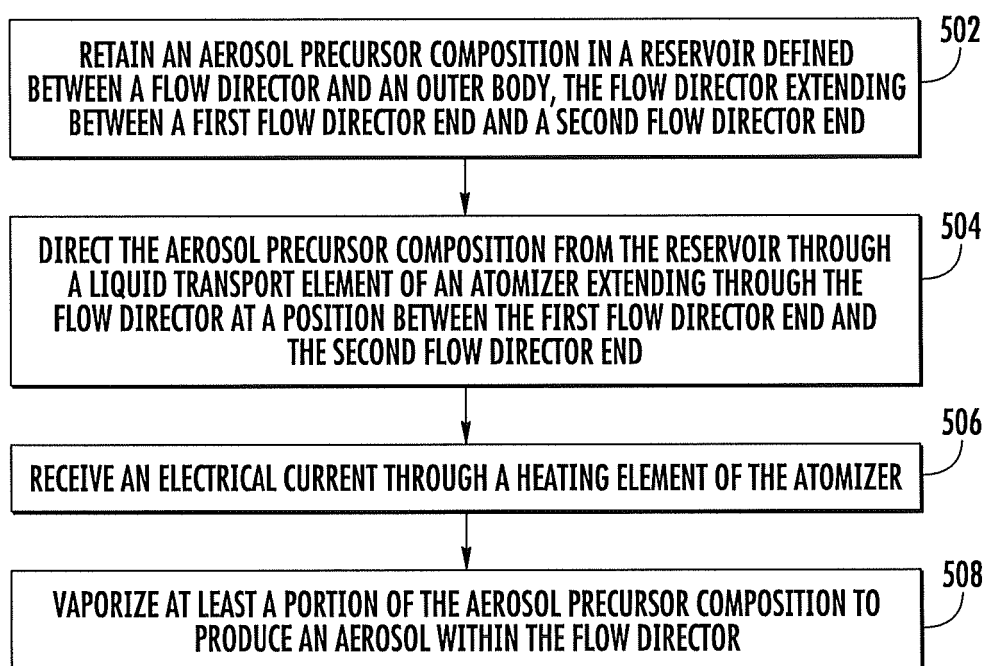 502
RETAIN AN AEROSOL PRECURSOR COMPOSITION IN A RESERVOIR DEFINED
BETWEEN A FLOW DIRECTOR AND AN OUTER BODY, THE FLOW DIRECTOR EXTENDING
BETWEEN A FIRST FLOW DIRECTOR END AND A SECOND FLOW DIRECTOR END
504
DIRECT THE AEROSOL PRECURSOR COMPOSITION FROM THE RESERVOIR THROUGH
A LIQUID TRANSPORT ELEMENT OF AN ATOMIZER EXTENDING THROUGH THE
FLOW DIRECTOR AT A POSITION BETWEEN THE FIRST FLOW DIRECTOR END AND
THE SECOND FLOW DIRECTOR END
506
RECEIVE AN ELECTRICAL CURRENT THROUGH A HEATING ELEMENT OF THE ATOMIZER
508
VAPORIZE AT LEAST A PORTION OF THE AEROSOL PRECURSOR COMPOSITION TO
PRODUCE AN AEROSOL WITHIN THE FLOW DIRECTOR